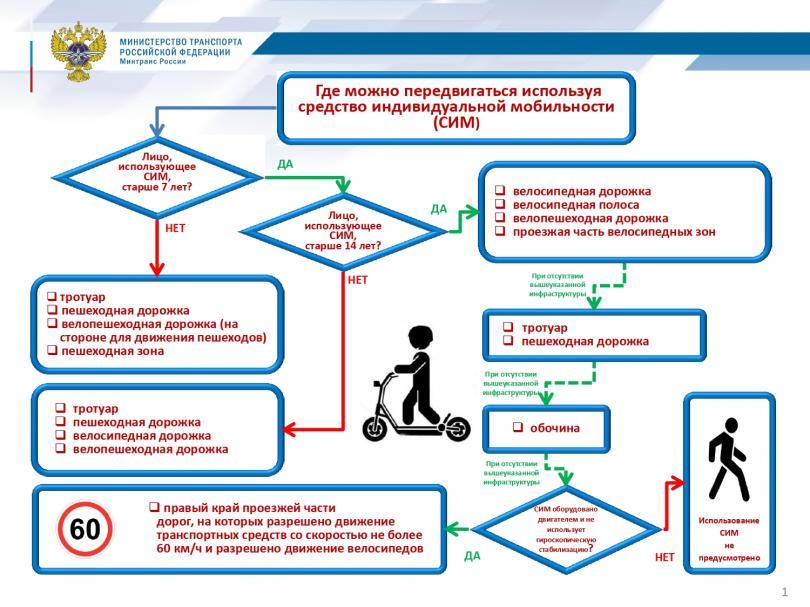 МИНИСТЕРСТВО ТРАНСПОРТА
РОССИЙСКОЙ ФЕДЕРАЦИИ
Минтранс России
Где можно передвигаться используя
средство индивидуальной мобильности
(СИМ)
Лицо,
использующее
СИМ,
старше 7 лет?
ДА
НЕТ
Лицо,
использующее
СИМ,
старше 14 лет?
ДА
НЕТ
велосипедная дорожка
велосипедная полоса
велопешеходная дорожка
проезжая часть велосипедных зон
При отсутствии
вышеуказанной
инфраструктуры
тротуар
пешеходная дорожка
велопешеходная дорожка (на
стороне для движения пешеходов)
пешеходная зона
тротуар
пешеходная дорожка
При отсутствии
вышеуказанной
инфраструктуры
тротуар
пешеходная дорожка
велосипедная дорожка
велопешеходная дорожка
обочина
При отсутствии
вышеуказанной
инфраструктуры
60
правый край проезжей части
дорог, на которых разрешено движение
транспортных средств со скоростью не более
60 км/ч и разрешено движение велосипедов
СИМ оборудовано
двигателем и не
использует
гироскопическую
стабилизацию?
ДА
НЕТ
Использование
СИМ
не
предусмотрено
1